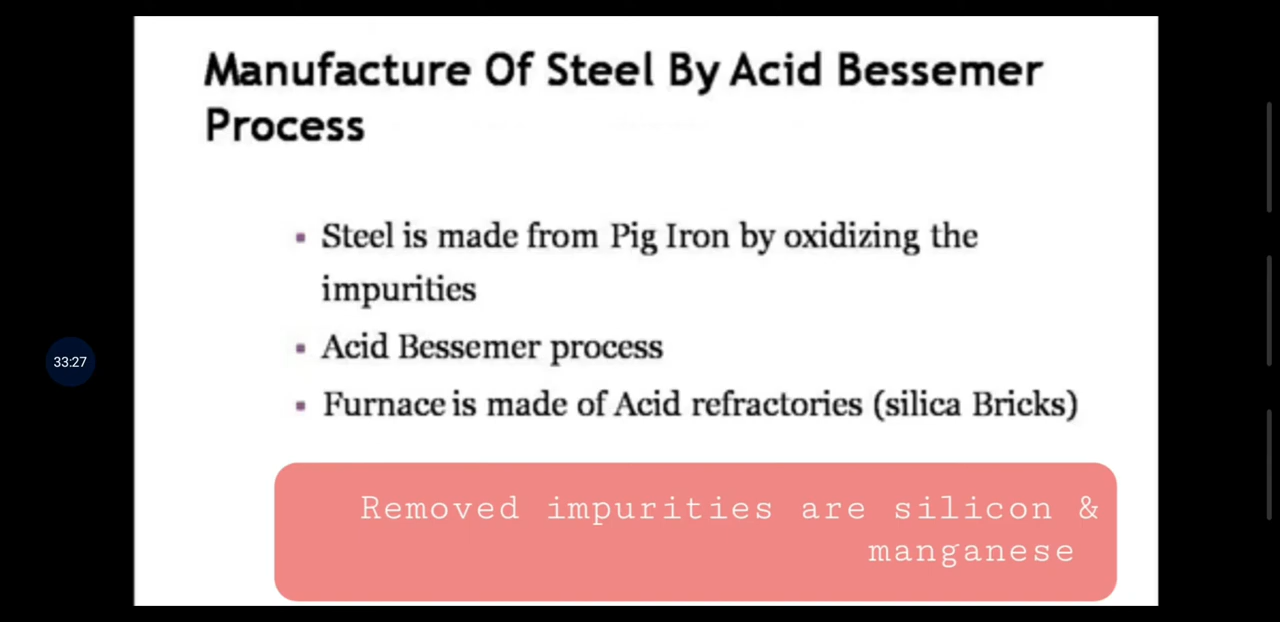 Manufacture Of Steel By Acid Bessemer
Process
Steel is made from Pig Iron by oxidizing the
impurities
Acid Bessemer process
Furnace is made of Acid refractories (silica Bricks)
Removed impurities are silicon &
manganese
33:27